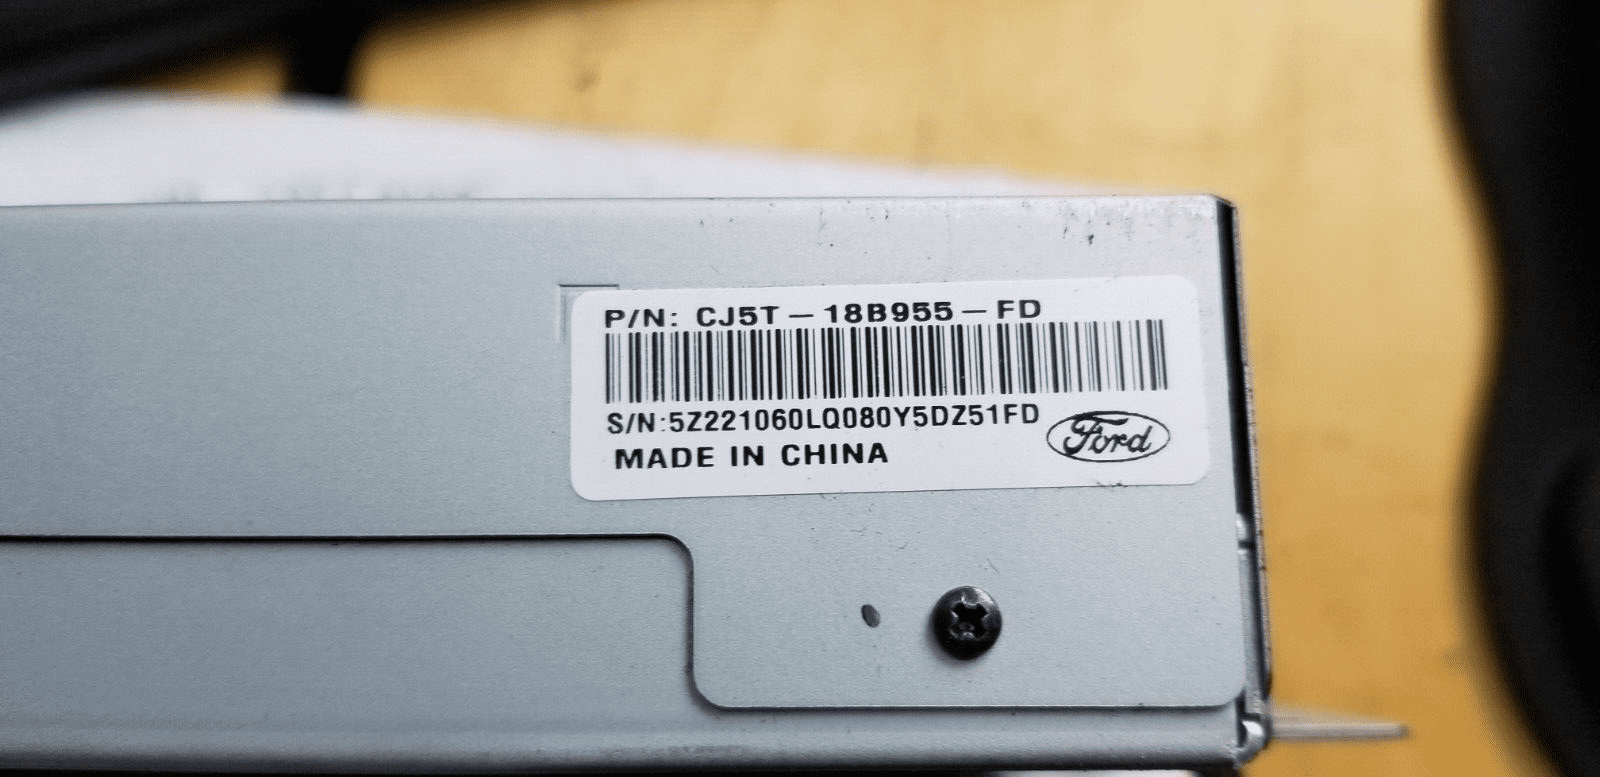 P/N: CJ5T-18B955-FD
S/N:5Z221060LQ080Y5DZ51FD
MADE IN CHINA
Ford